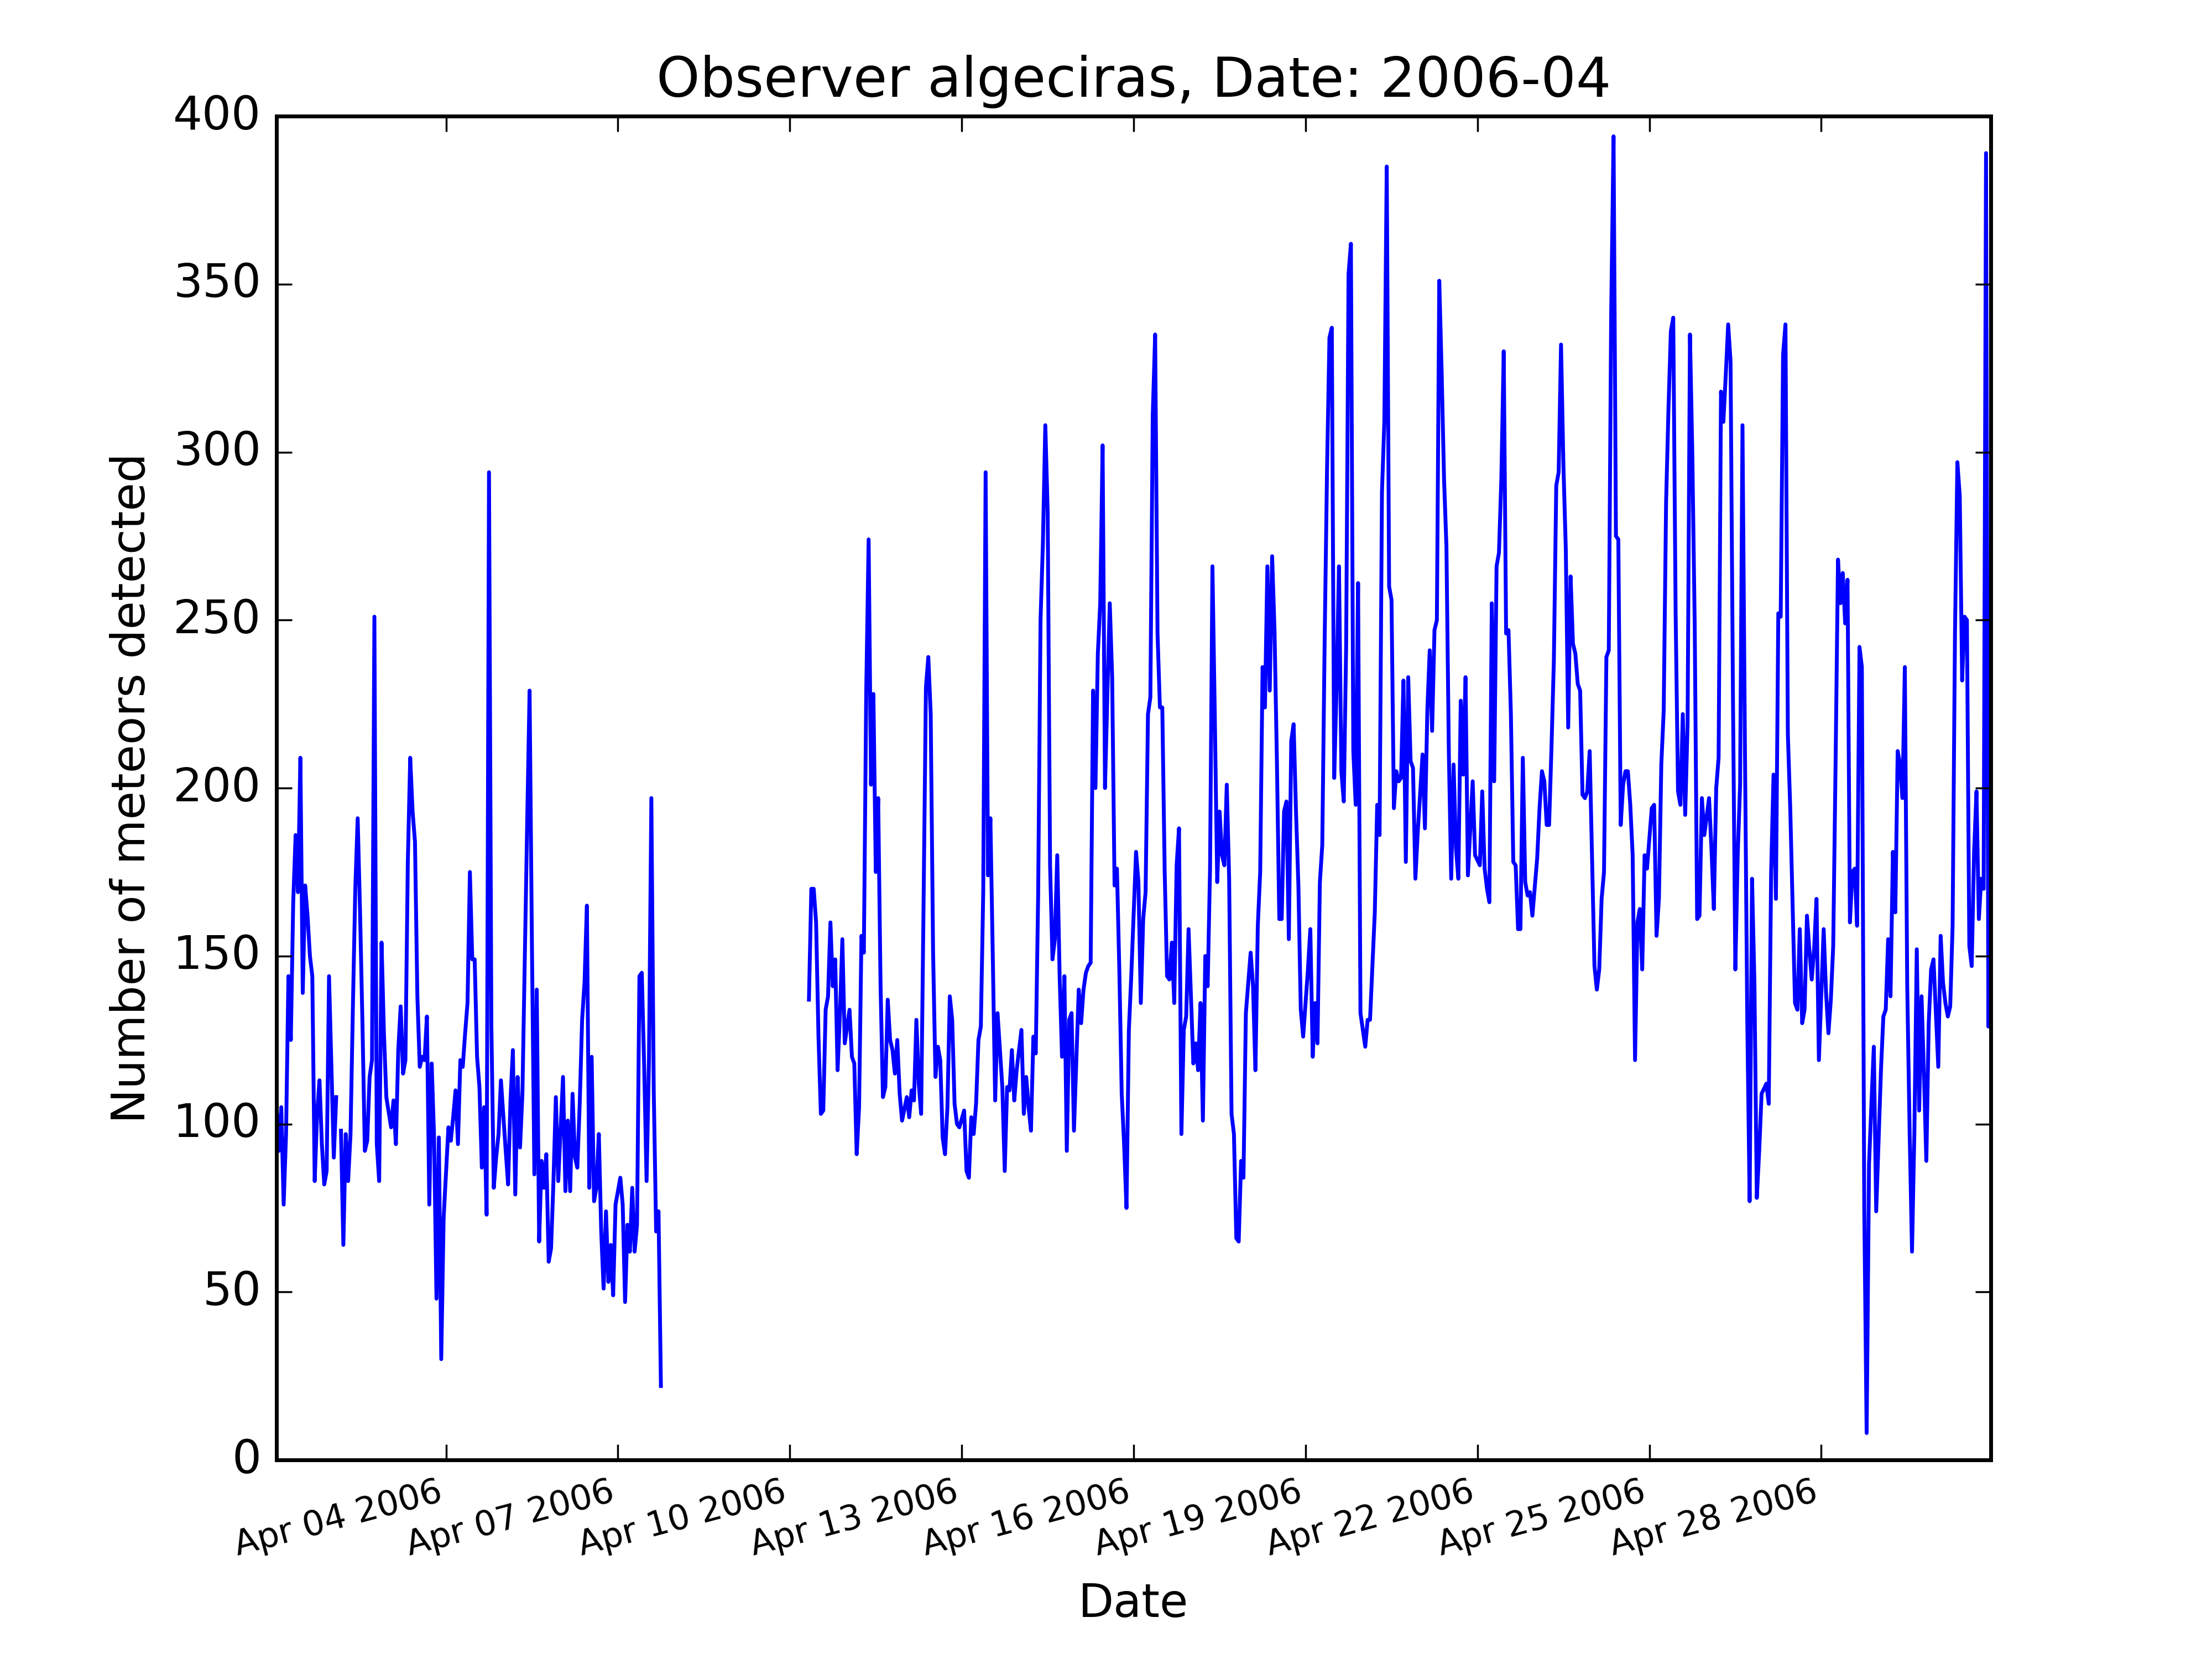 Observer algeciras, Date: 2006-04
400
350
300
250
200
150
100
50
0
Number of meteors detected
Apr 04 2006
Apr 07 2006
Apr 10 2006
Apr 13 2006
Apr 16 2006
Apr 19 2006
Apr 22 2006
Apr 25 2006
Apr 28 2006
Date